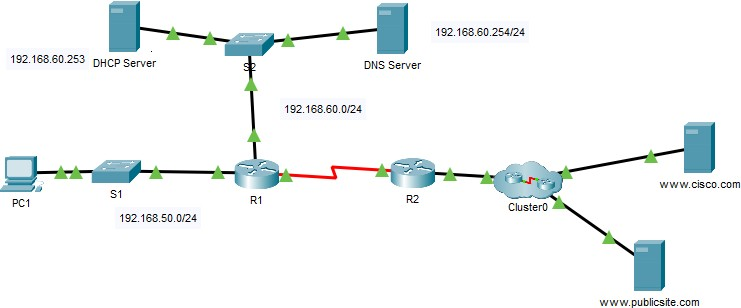 192.168.60.253
DHCP Server
S2
DNS Server
192.168.60.254/24
192.168.60.0/24
PC1
S1
192.168.50.0/24
R1
R2
Cluster0
www.cisco.com
www.publicsite.com